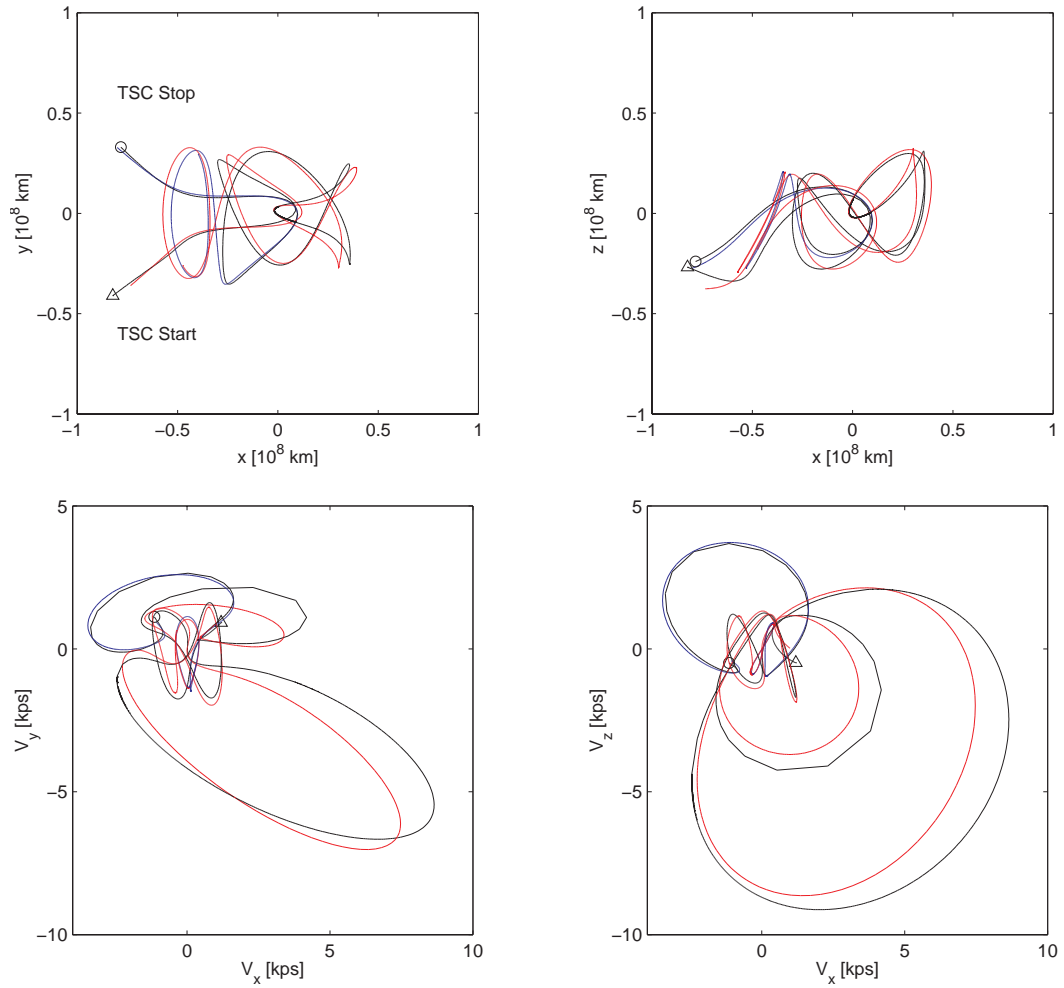 1
0.5
0
−0.5
−1
y [10^8 km]
TSC Stop
TSC Start
−1 −0.5 0 0.5 1
x [10^8 km]
1
0.5
0
−0.5
−1
z [10^8 km]
−1 −0.5 0 0.5 1
x [10^8 km]
5
0
−5
−10
V_y [kps]
0 5 10
V_x [kps]
5
0
−5
−10
V_z [kps]
0 5 10
V_x [kps]